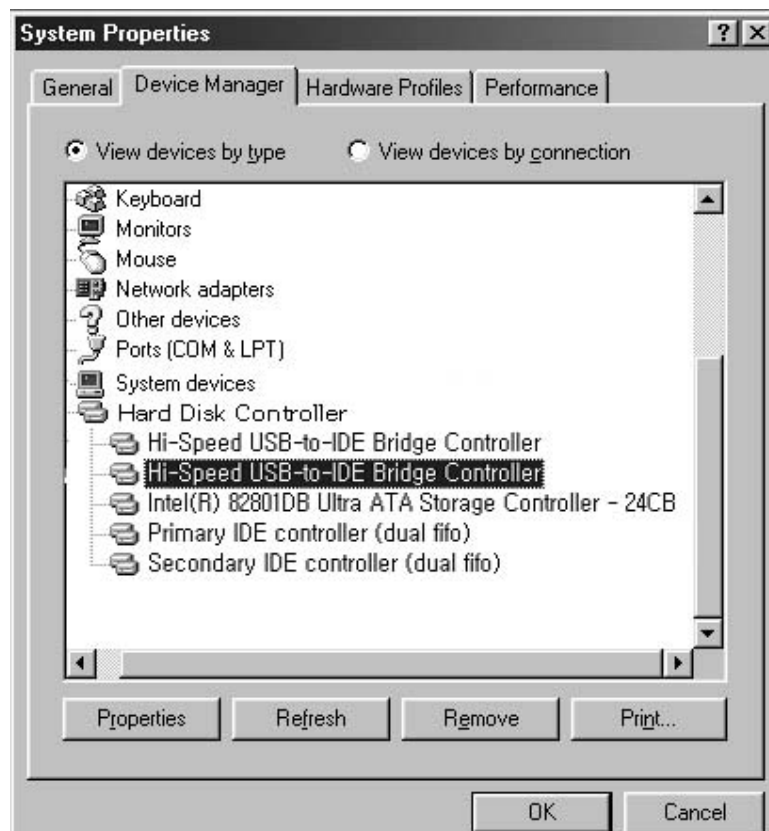 System Properties
General Device Manager Hardware Profiles Performance
View devices by type View devices by connection
Keyboard
Monitors
Mouse
Network adapters
Other devices
Ports (COM & LPT)
System devices
Hard Disk Controller
Hi-Speed USB-to-IDE Bridge Controller
Hi-Speed USB-to-IDE Bridge Controller
Intel(R) 82801DB Ultra ATA Storage Controller - 24CB
Primary IDE controller (dual fifo)
Secondary IDE controller (dual fifo)
Properties Refresh Remove Print...
OK Cancel